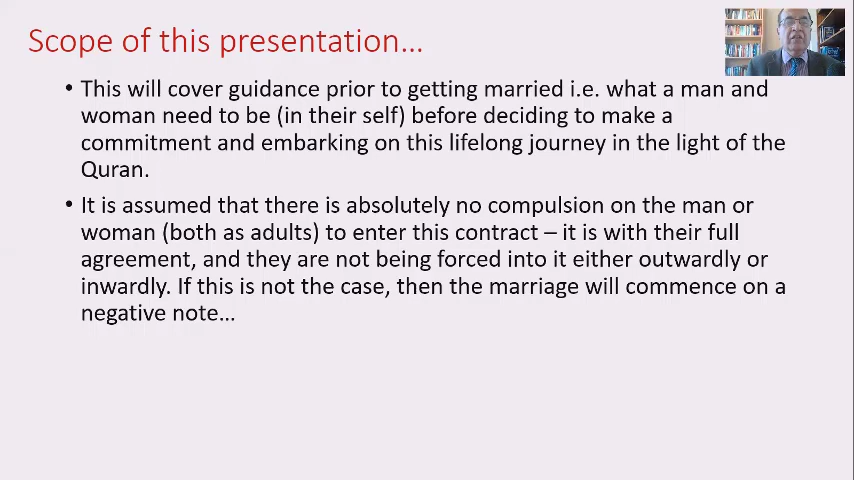 Scope of this presentation...
• This will cover guidance prior to getting married i.e. what a man and
woman need to be (in their self) before deciding to make a
commitment and embarking on this lifelong journey in the light of the
Quran.
• It is assumed that there is absolutely no compulsion on the man or
woman (both as adults) to enter this contract – it is with their full
agreement, and they are not being forced into it either outwardly or
inwardly. If this is not the case, then the marriage will commence on a
negative note...